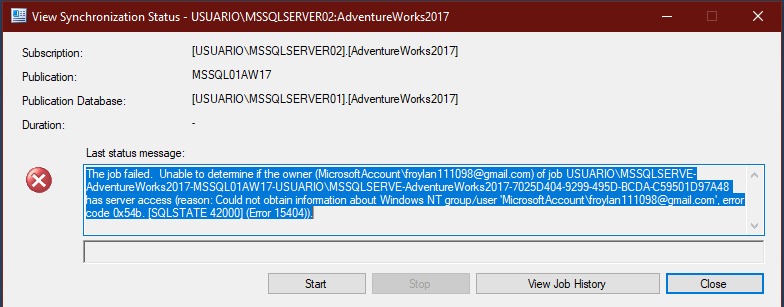 View Synchronization Status - USUARIO\MSSQLSERVER02:AdventureWorks2017
Subscription: [USUARIO\MSSQLSERVER02].[AdventureWorks2017]
Publication: MSSQL01AW17
Publication Database: [USUARIO\MSSQLSERVER01].[AdventureWorks2017]
Duration: -
Last status message:
The job failed. Unable to determine if the owner (MicrosoftAccount\froylan111098@gmail.com) of job USUARIO\MSSQLSERVE-
AdventureWorks2017-MSSQL01AW17-USUARIO\MSSQLSERVE-AdventureWorks2017-7025D404-9299-495D-BCDA-C59501D97A48
has server access (reason: Could not obtain information about Windows NT group/user 'MicrosoftAccount\froylan111098@gmail.com', error
code 0x54b. [SQLSTATE 42000] (Error 15404)).
Start Stop View Job History Close